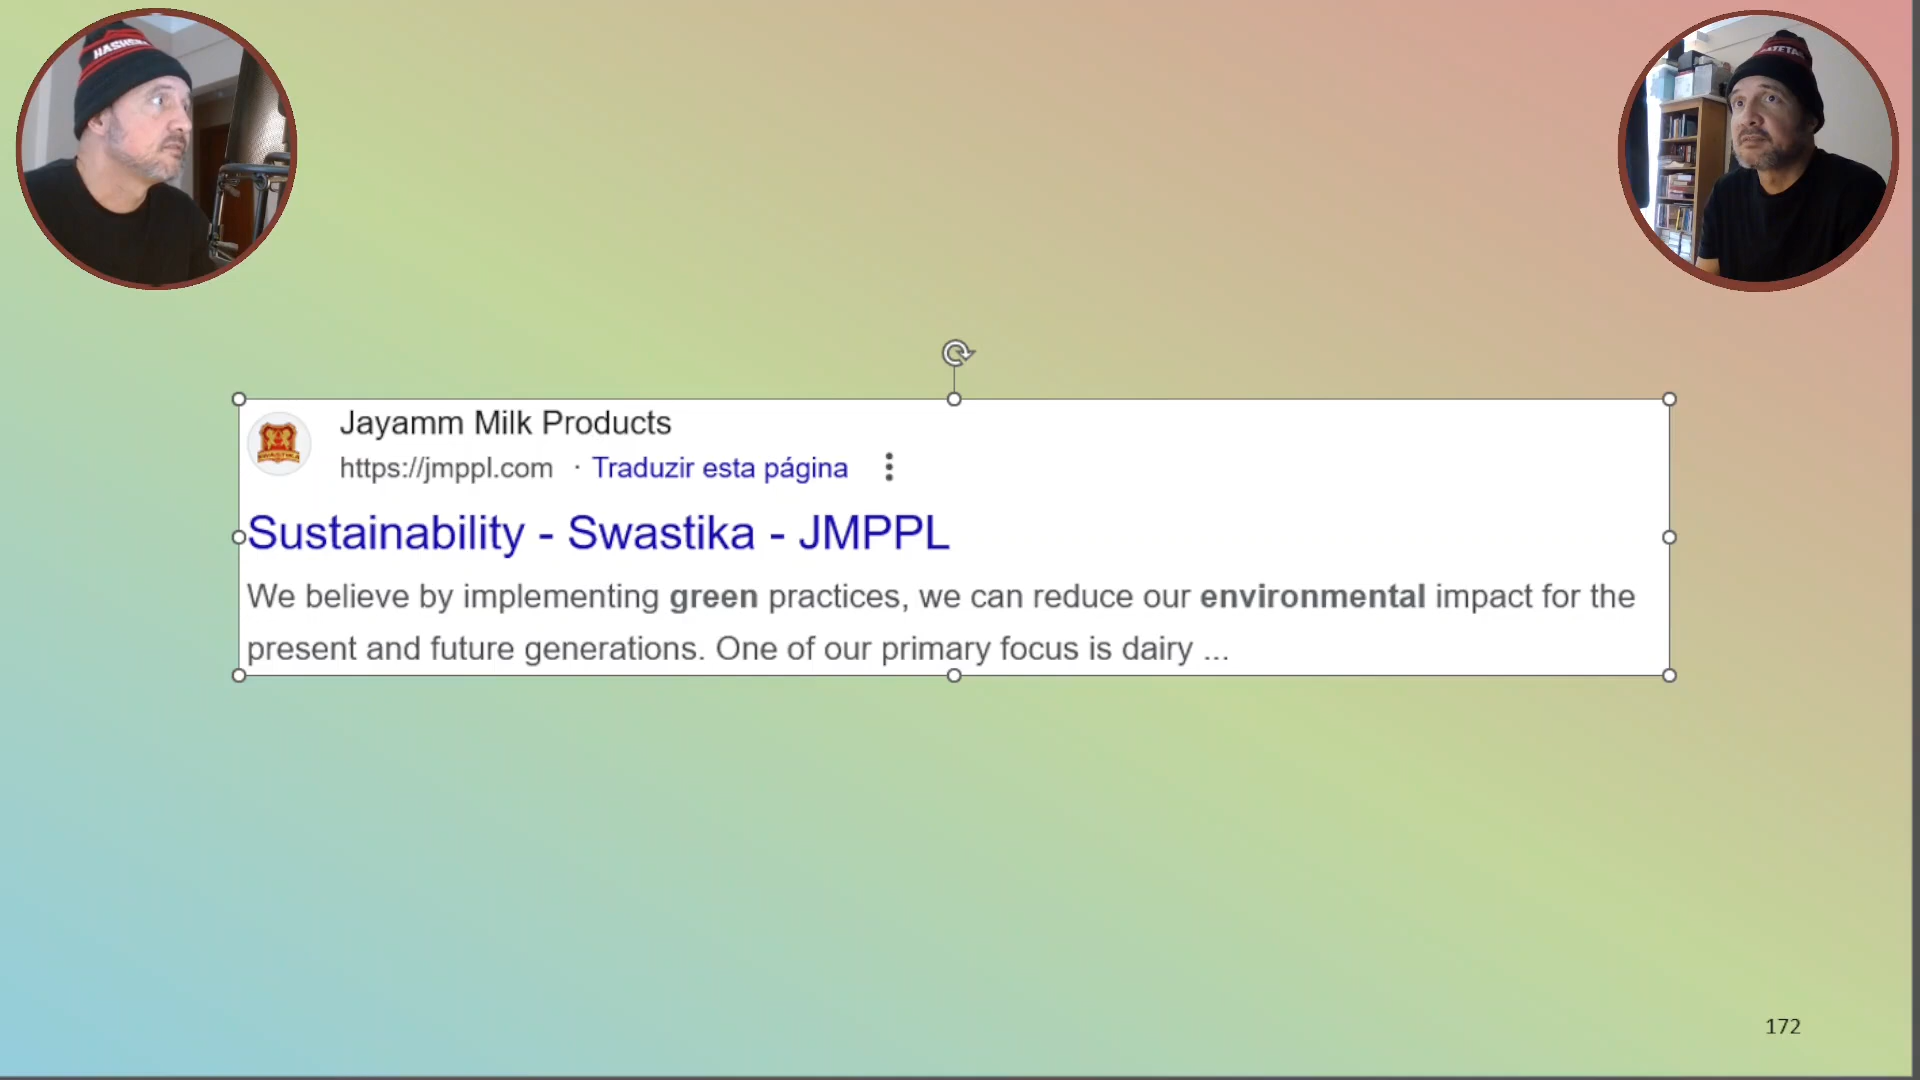 Jayamm Milk Products
https://jmppl.com · Traduzir esta página
Sustainability - Swastika - JMPPL
We believe by implementing green practices, we can reduce our environmental impact for the
present and future generations. One of our primary focus is dairy ...
SWASTIKA
172